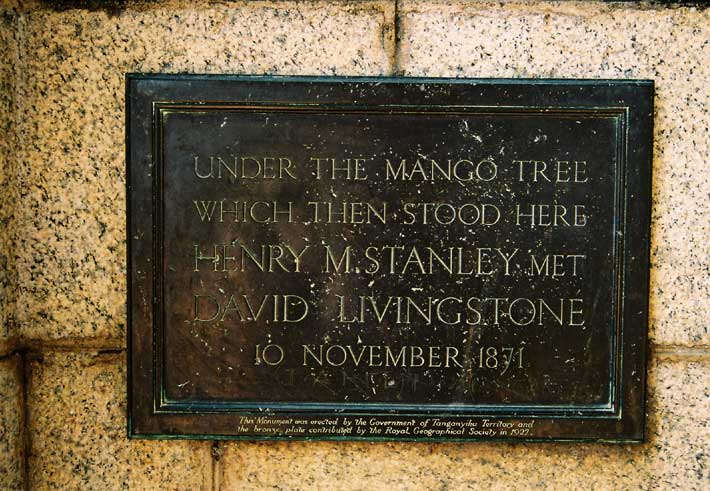 UNDER THE MANGO TREE
WHICH THEN STOOD HERE
HENRY M. STANLEY MET
DAVID LIVINGSTONE
10 NOVEMBER 1871
This Monument was erected by the Government of Tanganyika Territory and
the bronze plate contributed by the Royal Geographical Society in 1927.